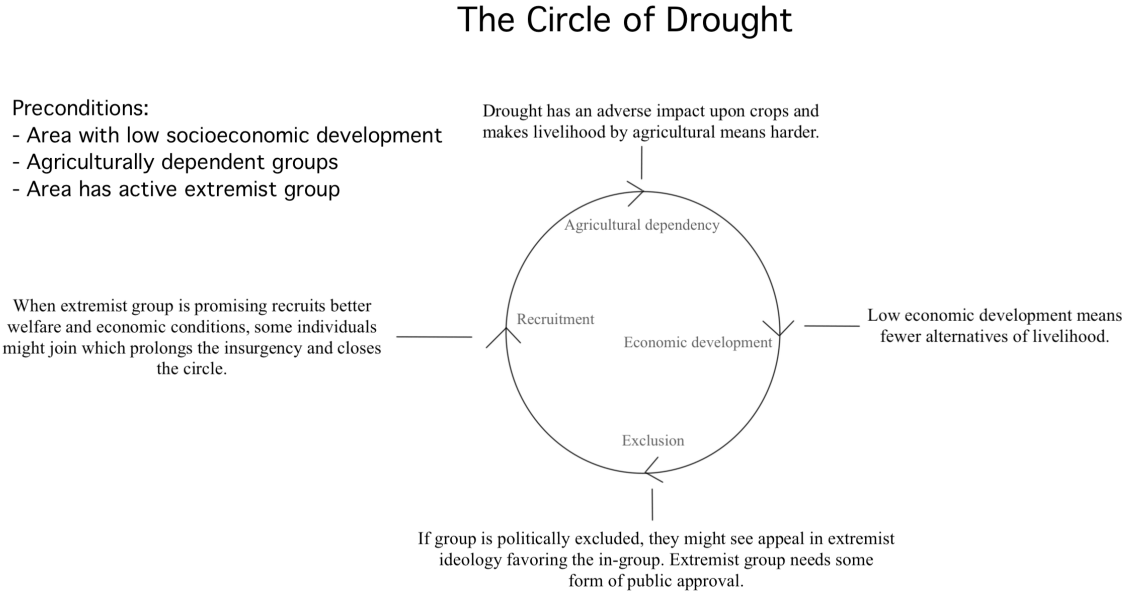 The Circle of Drought
Preconditions:
- Area with low socioeconomic development
- Agriculturally dependent groups
- Area has active extremist group
Drought has an adverse impact upon crops and
makes livelihood by agricultural means harder.
Agricultural dependency
Low economic development means
fewer alternatives of livelihood.
Economic development
Exclusion
If group is politically excluded, they might see appeal in extremist
ideology favoring the in-group. Extremist group needs some
form of public approval.
Recruitment
When extremist group is promising recruits better
welfare and economic conditions, some individuals
might join which prolongs the insurgency and closes
the circle.